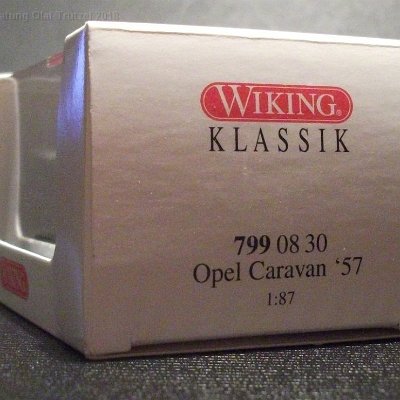 WIKING®
KLASSIK
799 08 30
Opel Caravan '57
1:87